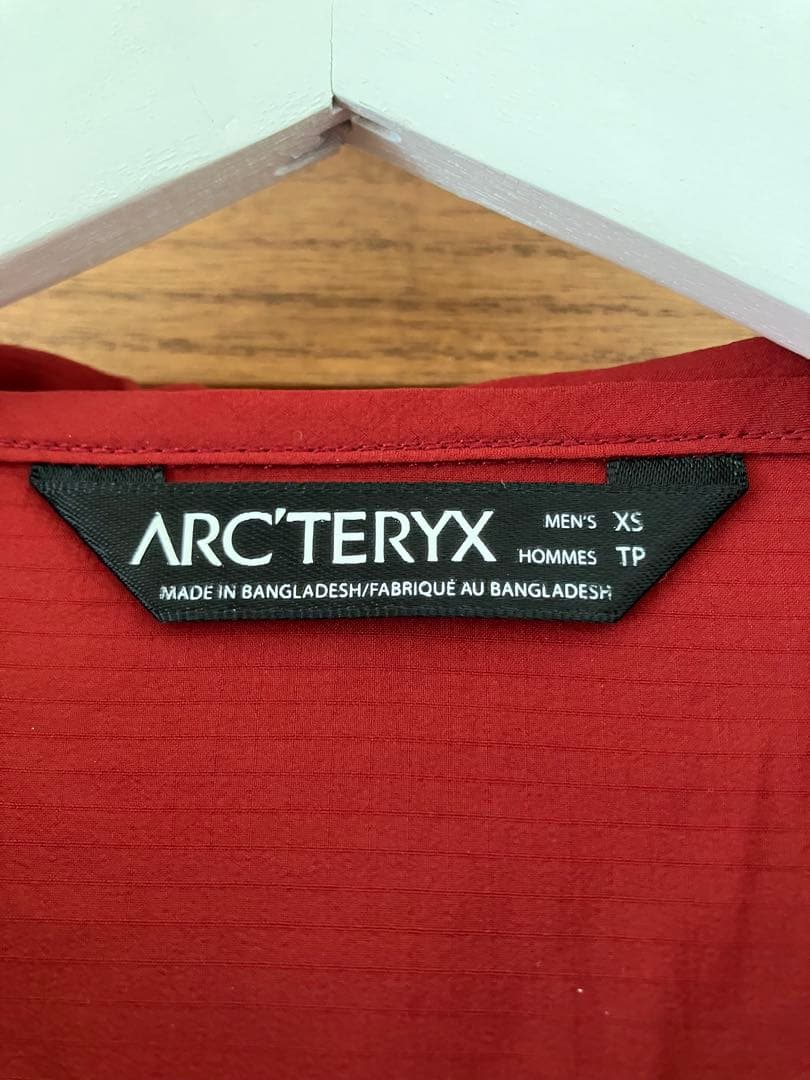 ARC'TERYX MEN'S XS
HOMMES TP
MADE IN BANGLADESH/FABRIQUÉ AU BANGLADESH